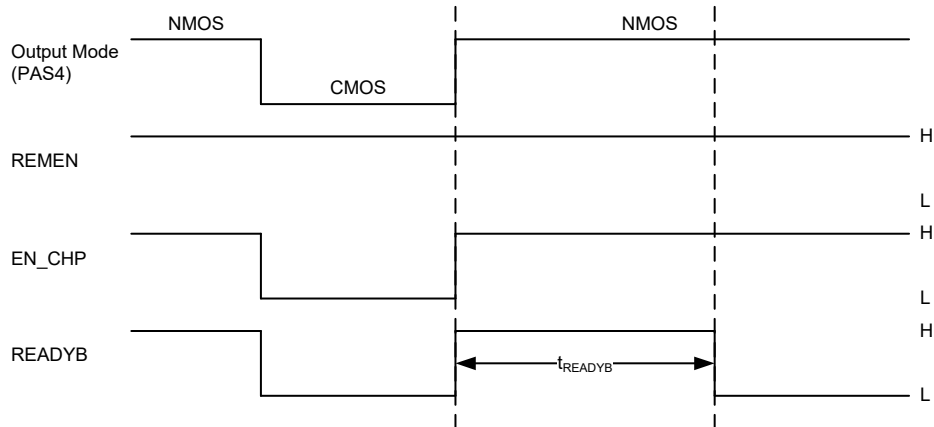 NMOS
NMOS
Output Mode
(PAS4)
CMOS
H
REMEN
L
H
EN_CHP
L
H
READYB
tREADYB
L